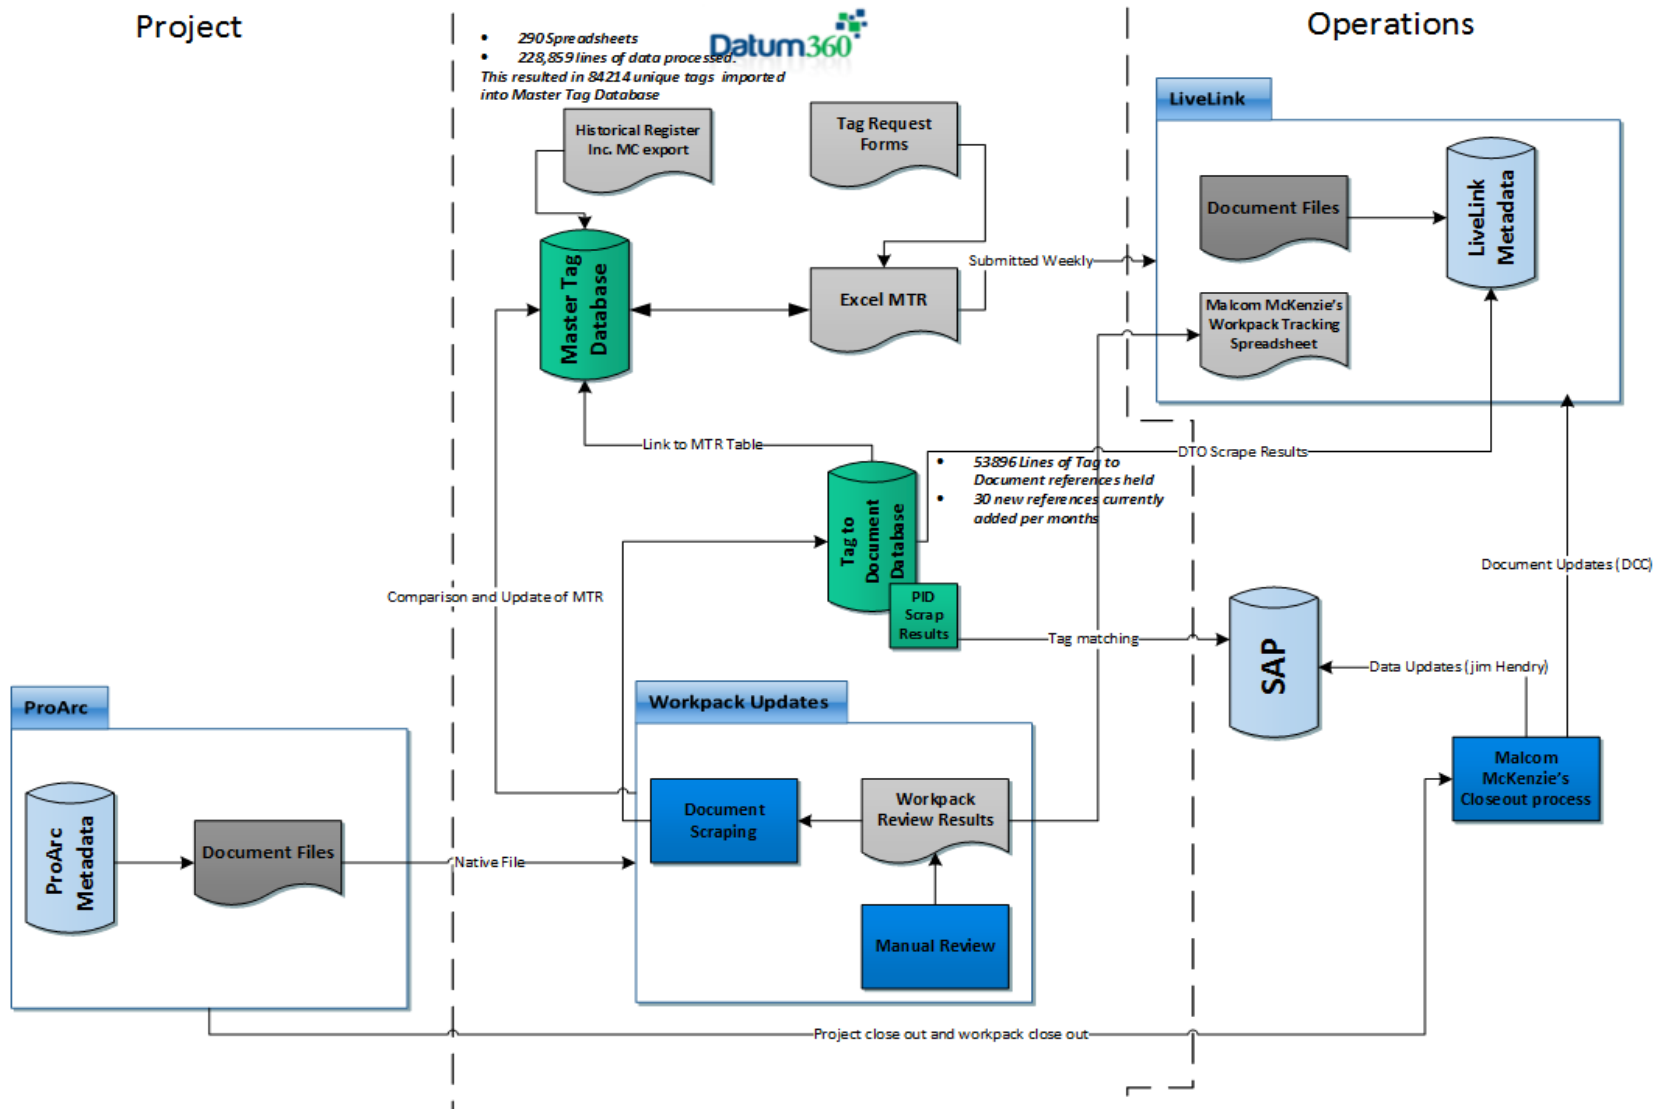 Project
Operations
Datum360
• 290 Spreadsheets
• 228,859 lines of data processed.
This resulted in 84214 unique tags imported
into Master Tag Database
LiveLink
Historical Register
Inc. MC export
Tag Request
Forms
Document Files
LiveLink
Metadata
Master Tag
Database
Excel MTR
Submitted Weekly
Malcom McKenzie's
Workpack Tracking
Spreadsheet
Link to MTR Table
DTO Scrape Results
• 53896 Lines of Tag to
Document references held
• 30 new references currently
added per months
Tag to
Document
Database
PID
Scrap
Results
Document Updates (DCC)
Comparison and Update of MTR
Tag matching
SAP
Data Updates (jim Hendry)
ProArc
Workpack Updates
Malcom
McKenzie's
Closeout process
ProArc
Metadata
Document Files
Native File
Document
Scraping
Workpack
Review Results
Manual Review
Project close out and workpack close out